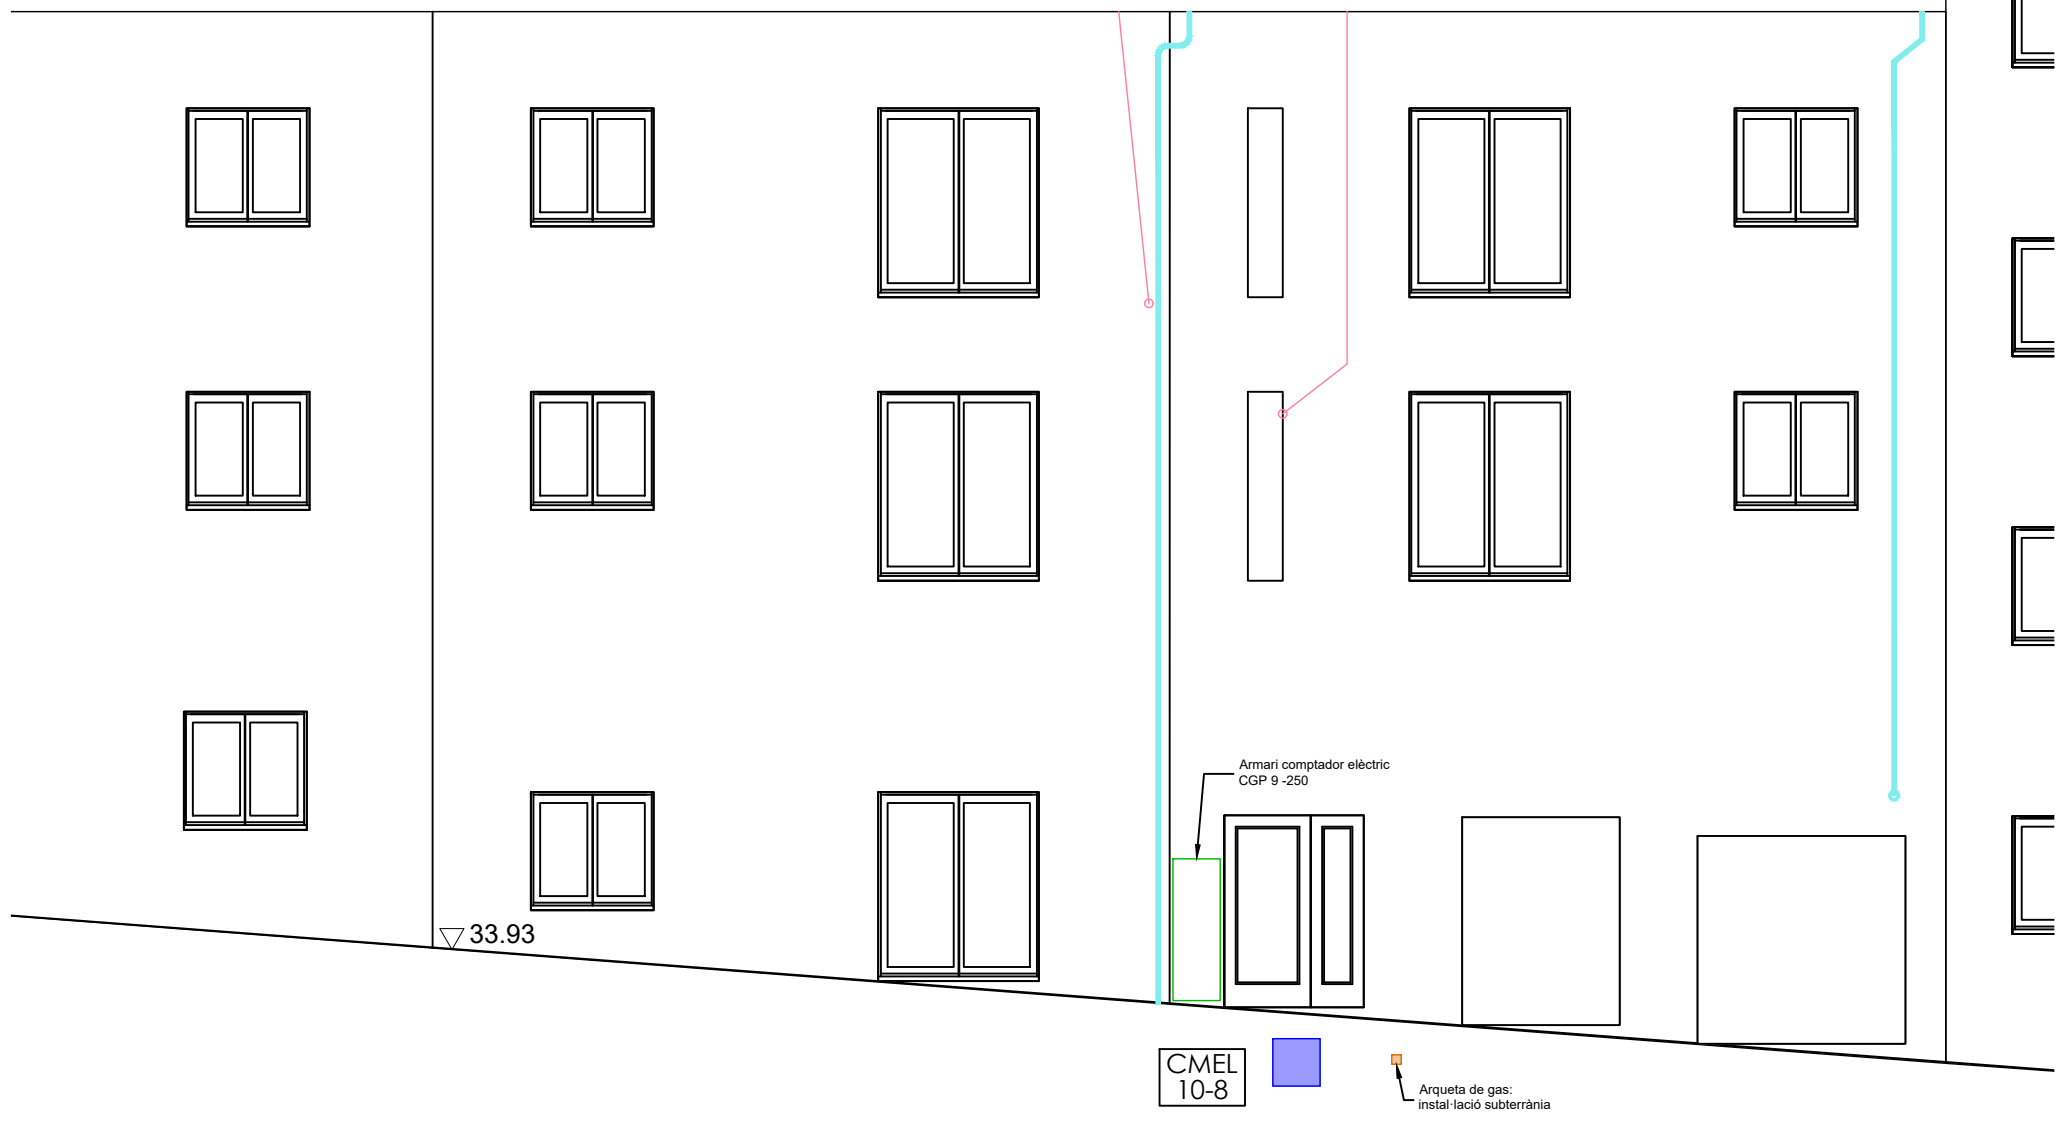 Armari comptador elèctric
CGP 9 -250
33.93
CMEL
10-8
Arqueta de gas:
instal·lació subterrània